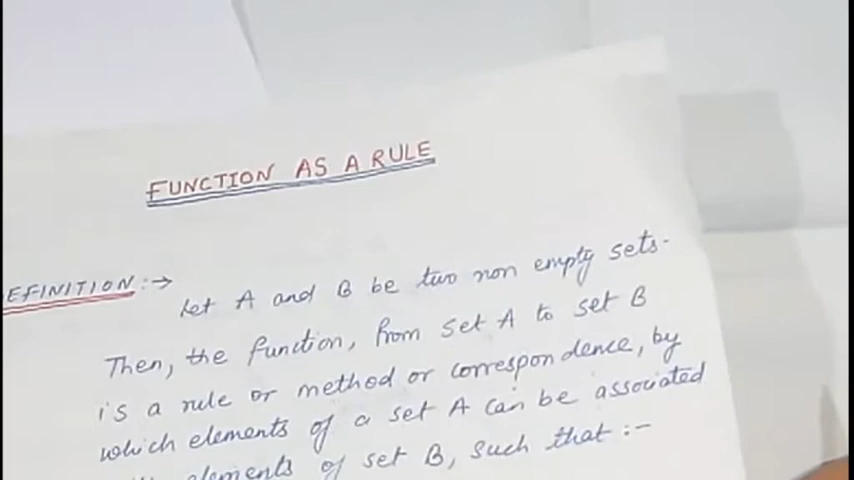 FUNCTION AS A RULE
EFINITION :→
Let A and B be two non empty sets.
Then, the function, from set A to set B
is a rule or method or correspondence, by
which elements of a set A can be associated
elements of set B, such that :-